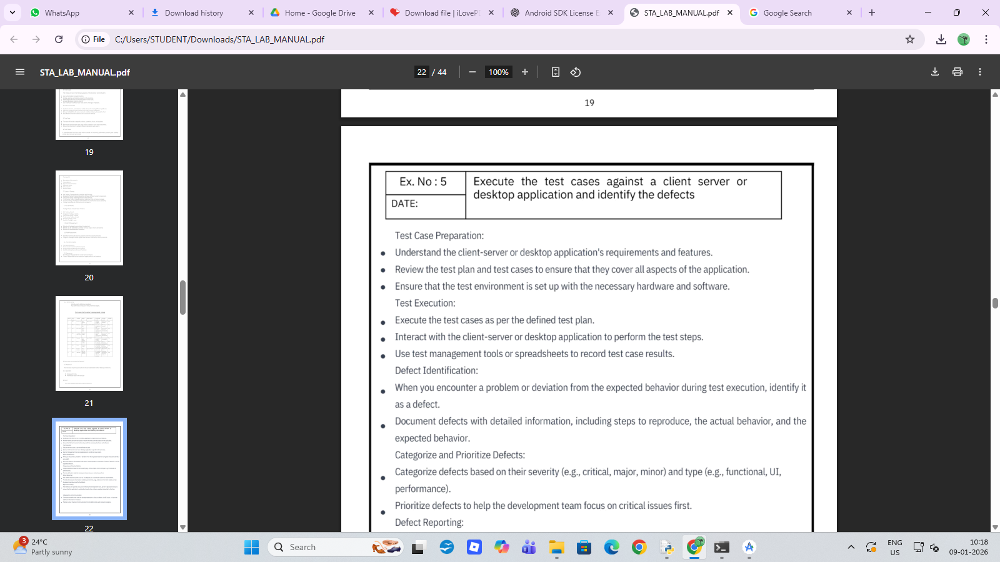 WhatsApp
Download history
Home - Google Drive
Download file | iLovePD
Android SDK License E
STA_LAB_MANUAL.pdf
Google Search
File
C:/Users/STUDENT/Downloads/STA_LAB_MANUAL.pdf
STA_LAB_MANUAL.pdf
22 / 44
100%
19
20
21
22
19
Ex. No : 5
Execute the test cases against a client server or
desktop application and identify the defects
DATE:
Test Case Preparation:
● Understand the client-server or desktop application's requirements and features.
● Review the test plan and test cases to ensure that they cover all aspects of the application.
● Ensure that the test environment is set up with the necessary hardware and software.
Test Execution:
● Execute the test cases as per the defined test plan.
● Interact with the client-server or desktop application to perform the test steps.
● Use test management tools or spreadsheets to record test case results.
Defect Identification:
● When you encounter a problem or deviation from the expected behavior during test execution, identify it
as a defect.
● Document defects with detailed information, including steps to reproduce, the actual behavior, and the
expected behavior.
Categorize and Prioritize Defects:
● Categorize defects based on their severity (e.g., critical, major, minor) and type (e.g., functional, UI,
performance).
● Prioritize defects to help the development team focus on critical issues first.
Defect Reporting:
3
24°C
Partly sunny
Search
ENG
US
10:18
09-01-2026